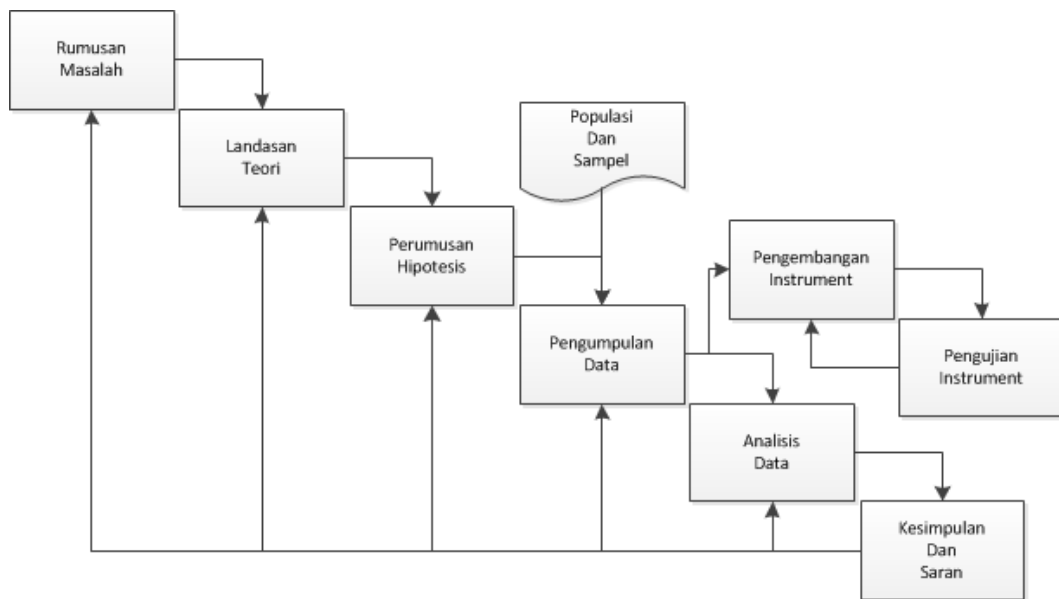 Rumusan
Masalah
Landasan
Teori
Populasi
Dan
Sampel
Perumusan
Hipotesis
Pengembangan
Instrument
Pengumpulan
Data
Pengujian
Instrument
Analisis
Data
Kesimpulan
Dan
Saran